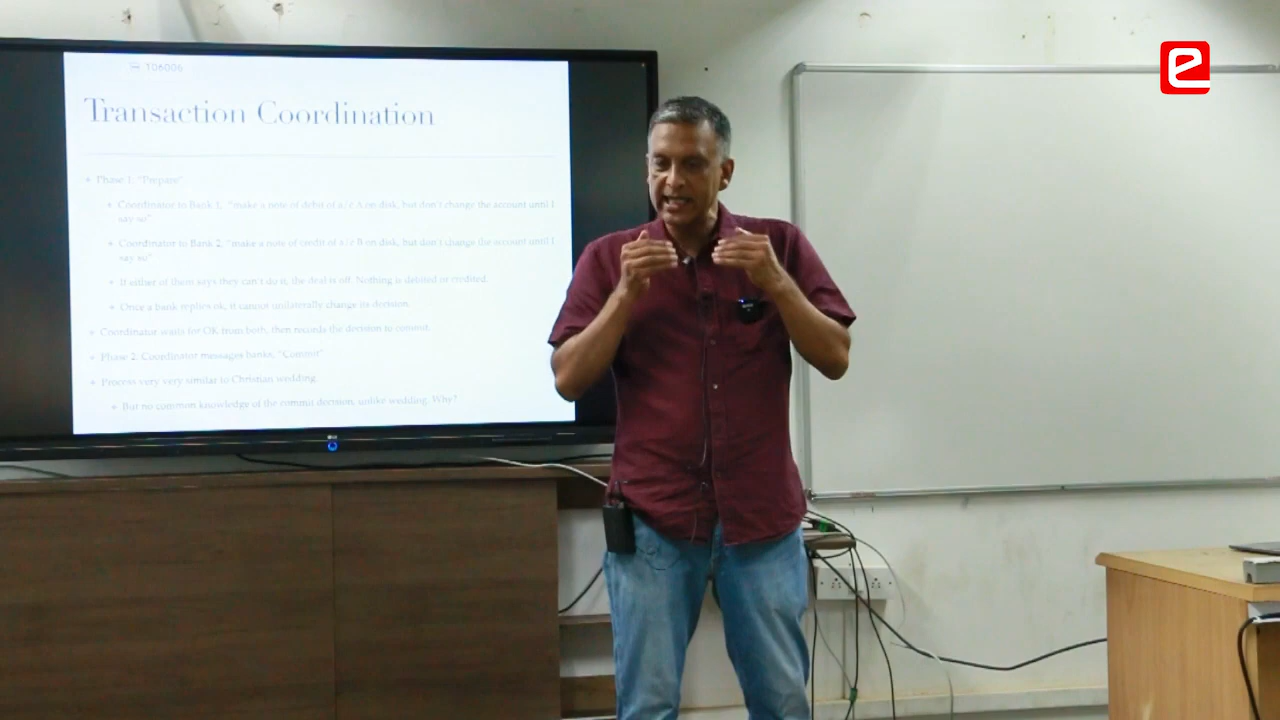 106006
Transaction Coordination
Phase 1. "Prepare"
Coordinator to Bank 1, "make a note of debit of a/c A on disk, but don't change the account until I
say so"
Coordinator to Bank 2, "make a note of credit of a/c B on disk, but don't change the account until I
say so"
If either of them says they can't do it, the deal is off. Nothing is debited or credited.
Once a bank replies ok, it cannot unilaterally change its decision.
Coordinator waits for OK from both, then records the decision to commit.
Phase 2. Coordinator messages banks, "Commit"
Process very very similar to Christian wedding.
But no common knowledge of the commit decision, unlike wedding. Why?
e